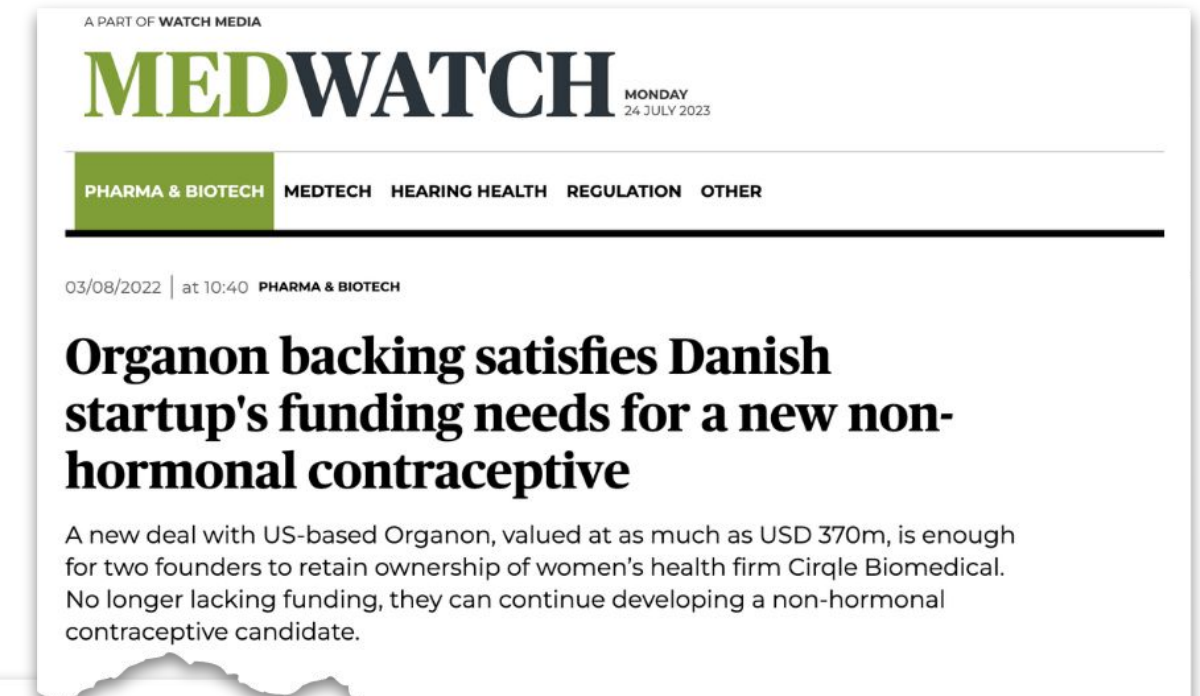 A PART OF WATCH MEDIA
MEDWATCH
MONDAY
24 JULY 2023
PHARMA & BIOTECH MEDTECH HEARING HEALTH REGULATION OTHER
03/08/2022 | at 10:40 PHARMA & BIOTECH
Organon backing satisfies Danish
startup's funding needs for a new non-
hormonal contraceptive
A new deal with US-based Organon, valued at as much as USD 370m, is enough
for two founders to retain ownership of women's health firm Cirqle Biomedical.
No longer lacking funding, they can continue developing a non-hormonal
contraceptive candidate.